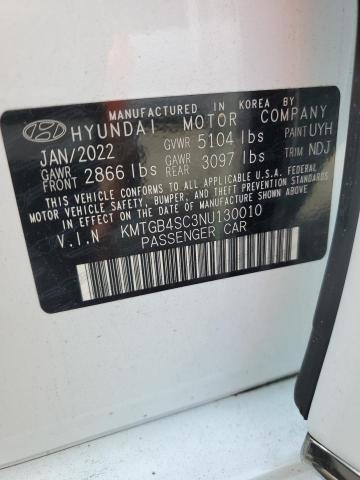 MANUFACTURED IN KOREA BY
HYUNDAI MOTOR COMPANY
JAN/2022 GVWR 5104 lbs PAINT UYH
GAWR FRONT 2866 lbs GAWR REAR 3097 lbs TRIM NDJ
THIS VEHICLE CONFORMS TO ALL APPLICABLE U.S.A. FEDERAL
MOTOR VEHICLE SAFETY, BUMPER, AND THEFT PREVENTION
STANDARDS IN EFFECT ON THE DATE OF MANUFACTURE SHOWN ABOVE.
V.I.N KMTGB4SC3NU130010
PASSENGER CAR